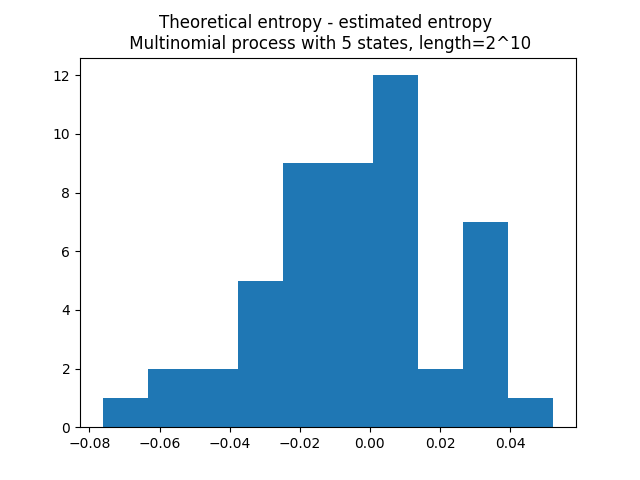 Theoretical entropy - estimated entropy
Multinomial process with 5 states, length=2^10
12
10
8
6
4
2
0
−0.08 −0.06 −0.04 −0.02 0.00 0.02 0.04